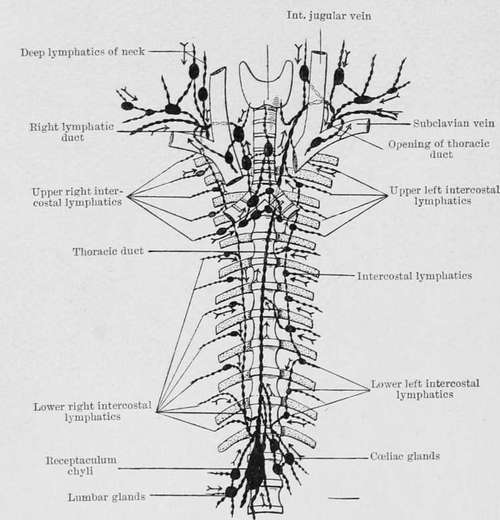 Int. jugular vein
Deep lymphatics of neck
Right lymphatic
duct
Subclavian vein
Opening of thoracic
duct
Upper right inter-
costal lymphatics
Upper left intercostal
lymphatics
Thoracic duct
Intercostal lymphatics
Lower right intercostal
lymphatics
Lower left intercostal
lymphatics
Receptaculum
chyli
Cœliac glands
Lumbar glands